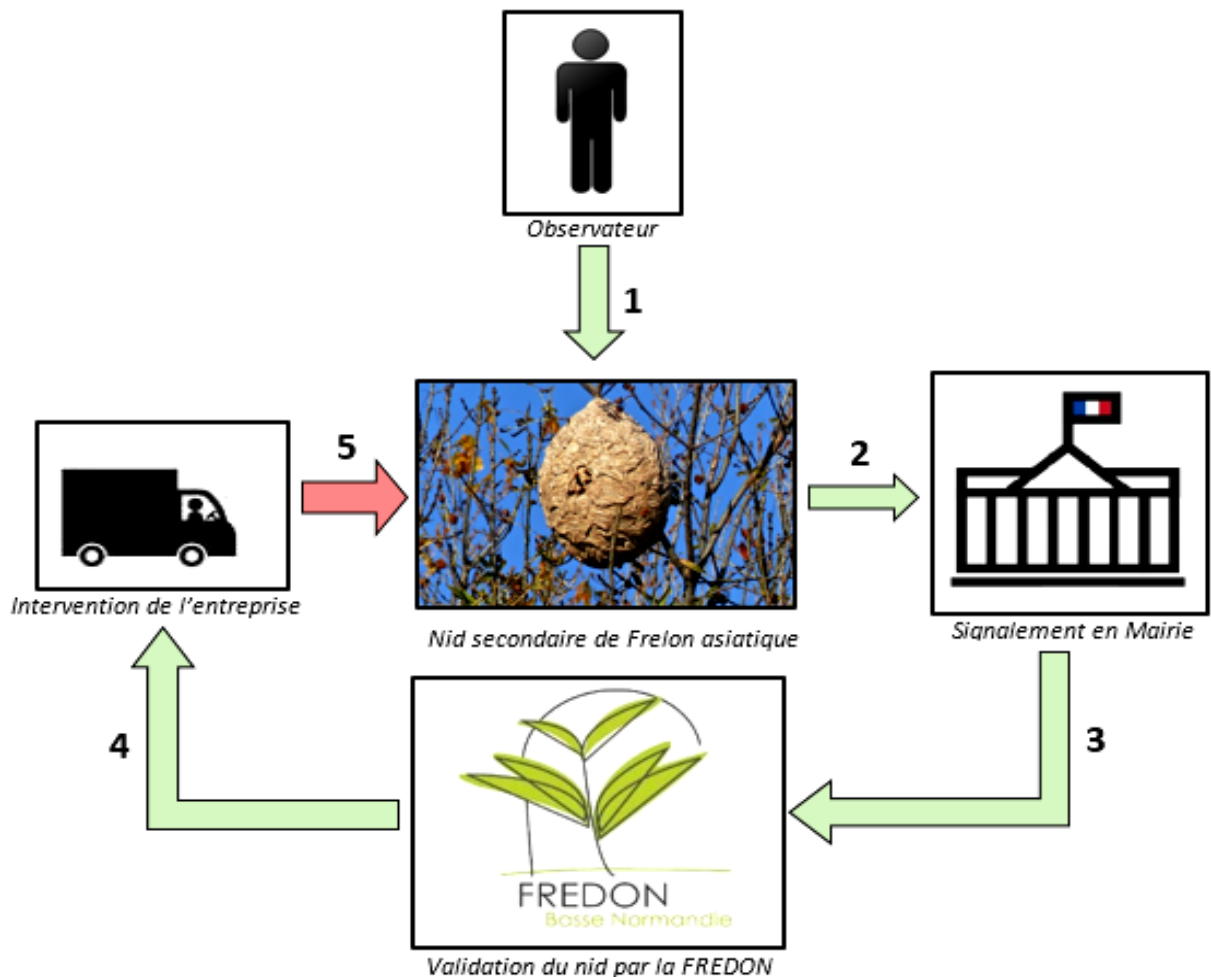 Observateur
1
5
2
Intervention de l'entreprise
Nid secondaire de Frelon asiatique
Signalement en Mairie
4
3
FREDON
Basse Normandie
Validation du nid par la FREDON